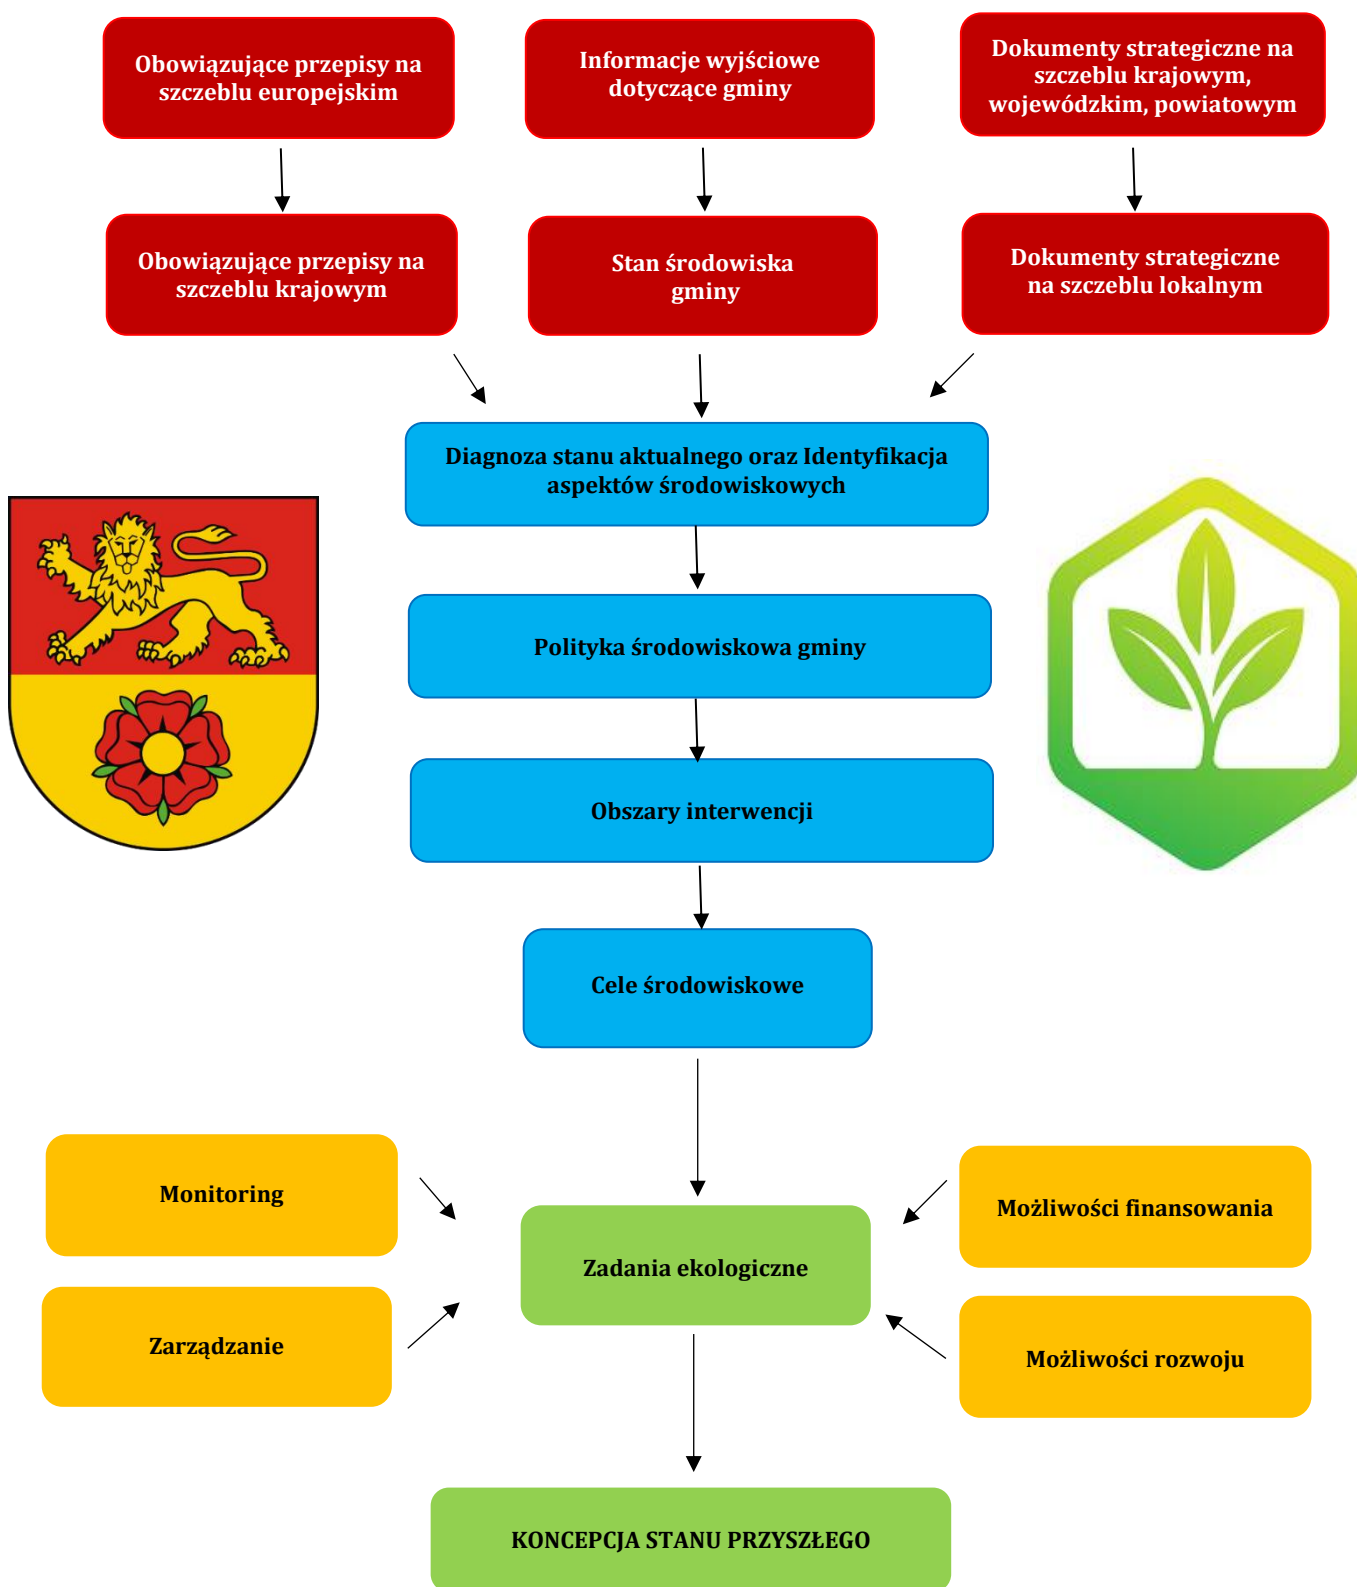 Obowiązujące przepisy na
szczeblu europejskim
Informacje wyjściowe
dotyczące gminy
Dokumenty strategiczne na
szczeblu krajowym,
wojewódzkim, powiatowym
Obowiązujące przepisy na
szczeblu krajowym
Stan środowiska
gminy
Dokumenty strategiczne
na szczeblu lokalnym
Diagnoza stanu aktualnego oraz Identyfikacja
aspektów środowiskowych
Polityka środowiskowa gminy
Obszary interwencji
Cele środowiskowe
Monitoring
Możliwości finansowania
Zadania ekologiczne
Zarządzanie
Możliwości rozwoju
KONCEPCJA STANU PRZYSZŁEGO